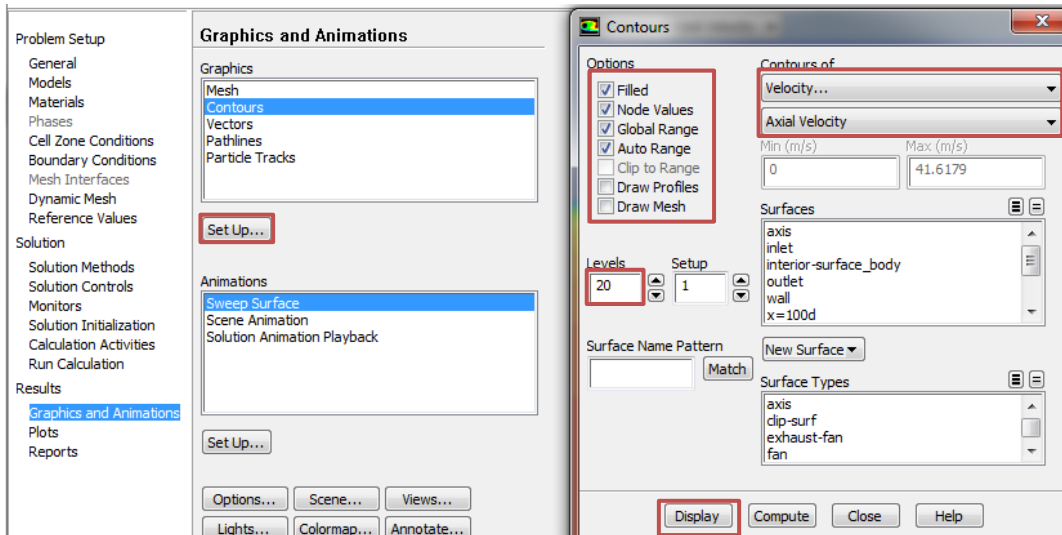 Problem Setup
General
Models
Materials
Phases
Cell Zone Conditions
Boundary Conditions
Mesh Interfaces
Dynamic Mesh
Reference Values
Solution
Solution Methods
Solution Controls
Monitors
Solution Initialization
Calculation Activities
Run Calculation
Results
Graphics and Animations
Plots
Reports
Graphics and Animations
Graphics
Mesh
Contours
Vectors
Pathlines
Particle Tracks
Set Up...
Animations
Sweep Surface
Scene Animation
Solution Animation Playback
Set Up...
Options... Scene... Views...
Lights... Colormap... Annotate...
Contours
Options
Filled
Node Values
Global Range
Auto Range
Clip to Range
Draw Profiles
Draw Mesh
Levels Setup
20 1
Surface Name Pattern
Match
Contours of
Velocity...
Axial Velocity
Min (m/s) Max (m/s)
0 41.6179
Surfaces
axis
inlet
interior-surface_body
outlet
wall
x=100d
New Surface
Surface Types
axis
clip-surf
exhaust-fan
fan
Display Compute Close Help